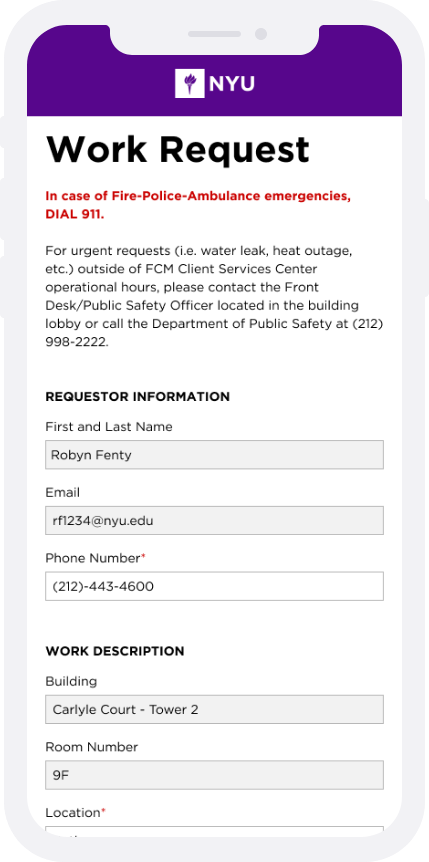 NYU
Work Request
In case of Fire-Police-Ambulance emergencies,
DIAL 911.
For urgent requests (i.e. water leak, heat outage,
etc.) outside of FCM Client Services Center
operational hours, please contact the Front
Desk/Public Safety Officer located in the building
lobby or call the Department of Public Safety at (212)
998-2222.
REQUESTOR INFORMATION
First and Last Name
Robyn Fenty
Email
rf1234@nyu.edu
Phone Number*
(212)-443-4600
WORK DESCRIPTION
Building
Carlyle Court - Tower 2
Room Number
9F
Location*